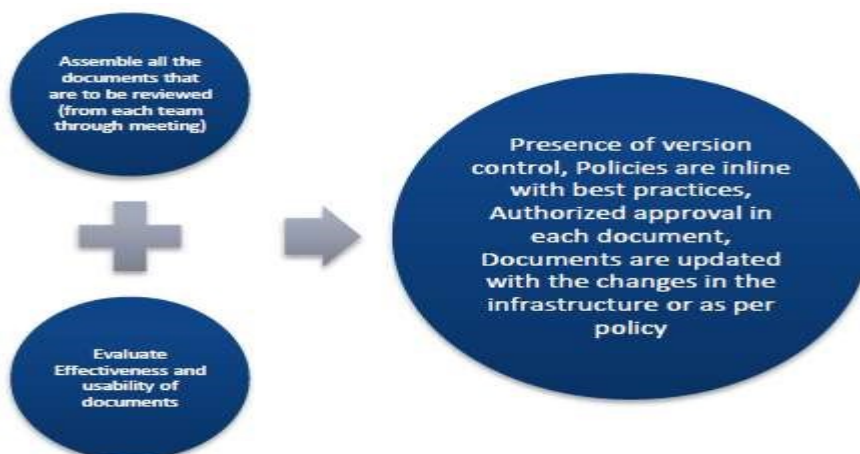 Assemble all the
documents that
are to be reviewed
(from each team
through meeting)
Evaluate
Effectiveness and
usability of
documents
Presence of version
control, Policies are inline
with best practices,
Authorized approval in
each document,
Documents are updated
with the changes in the
infrastructure or as per
policy